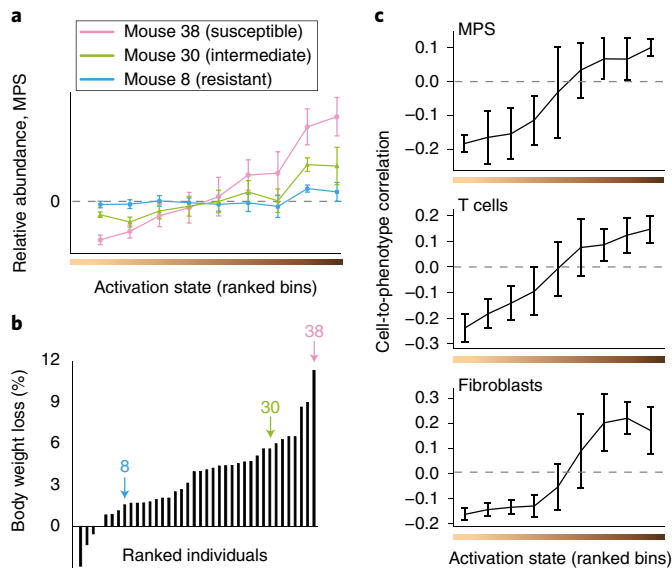 a
Mouse 38 (susceptible)
Mouse 30 (intermediate)
Mouse 8 (resistant)
Relative abundance, MPS
0
Activation state (ranked bins)
b
Body weight loss (%)
12
9
6
3
0
8
30
38
Ranked individuals
c
Cell-to-phenotype correlation
MPS
0.1
0.0
–0.1
–0.2
T cells
0.2
0.1
0.0
–0.1
–0.2
–0.3
Fibroblasts
0.3
0.2
0.1
0.0
–0.1
–0.2
Activation state (ranked bins)